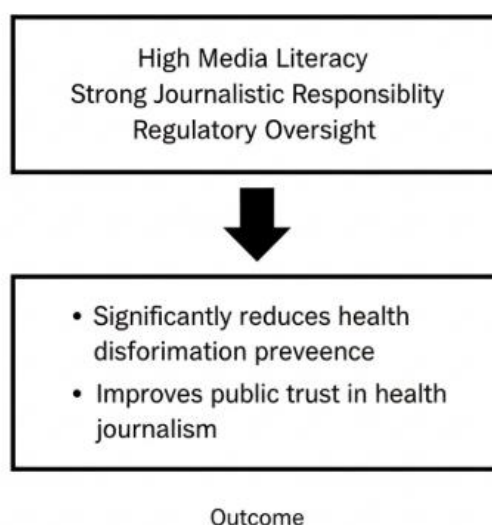 High Media Literacy
Strong Journalistic Responsiblity
Regulatory Oversight
• Significantly reduces health
disforimation preveence
• Improves public trust in health
journalism
Outcome